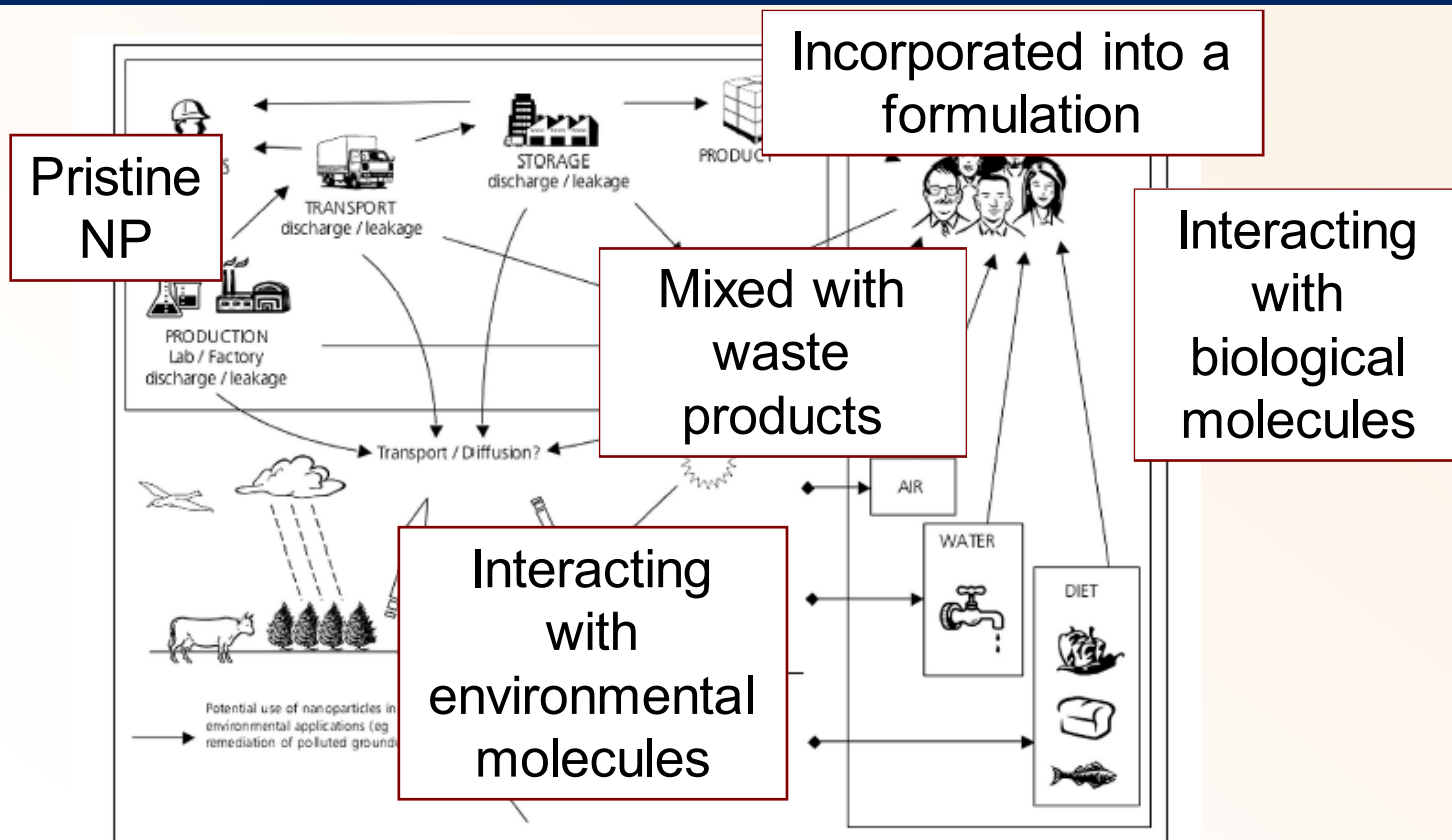 Incorporated into a
formulation
Pristine
NP
STORAGE
discharge / leakage
TRANSPORT
discharge / leakage
Interacting
with
biological
molecules
Mixed with
waste
products
PRODUCTION
Lab / Factory
discharge / leakage
Transport / Diffusion?
AIR
WATER
DIET
Interacting
with
environmental
molecules
Potential use of nanoparticles in
environmental applications (eg
remediation of polluted